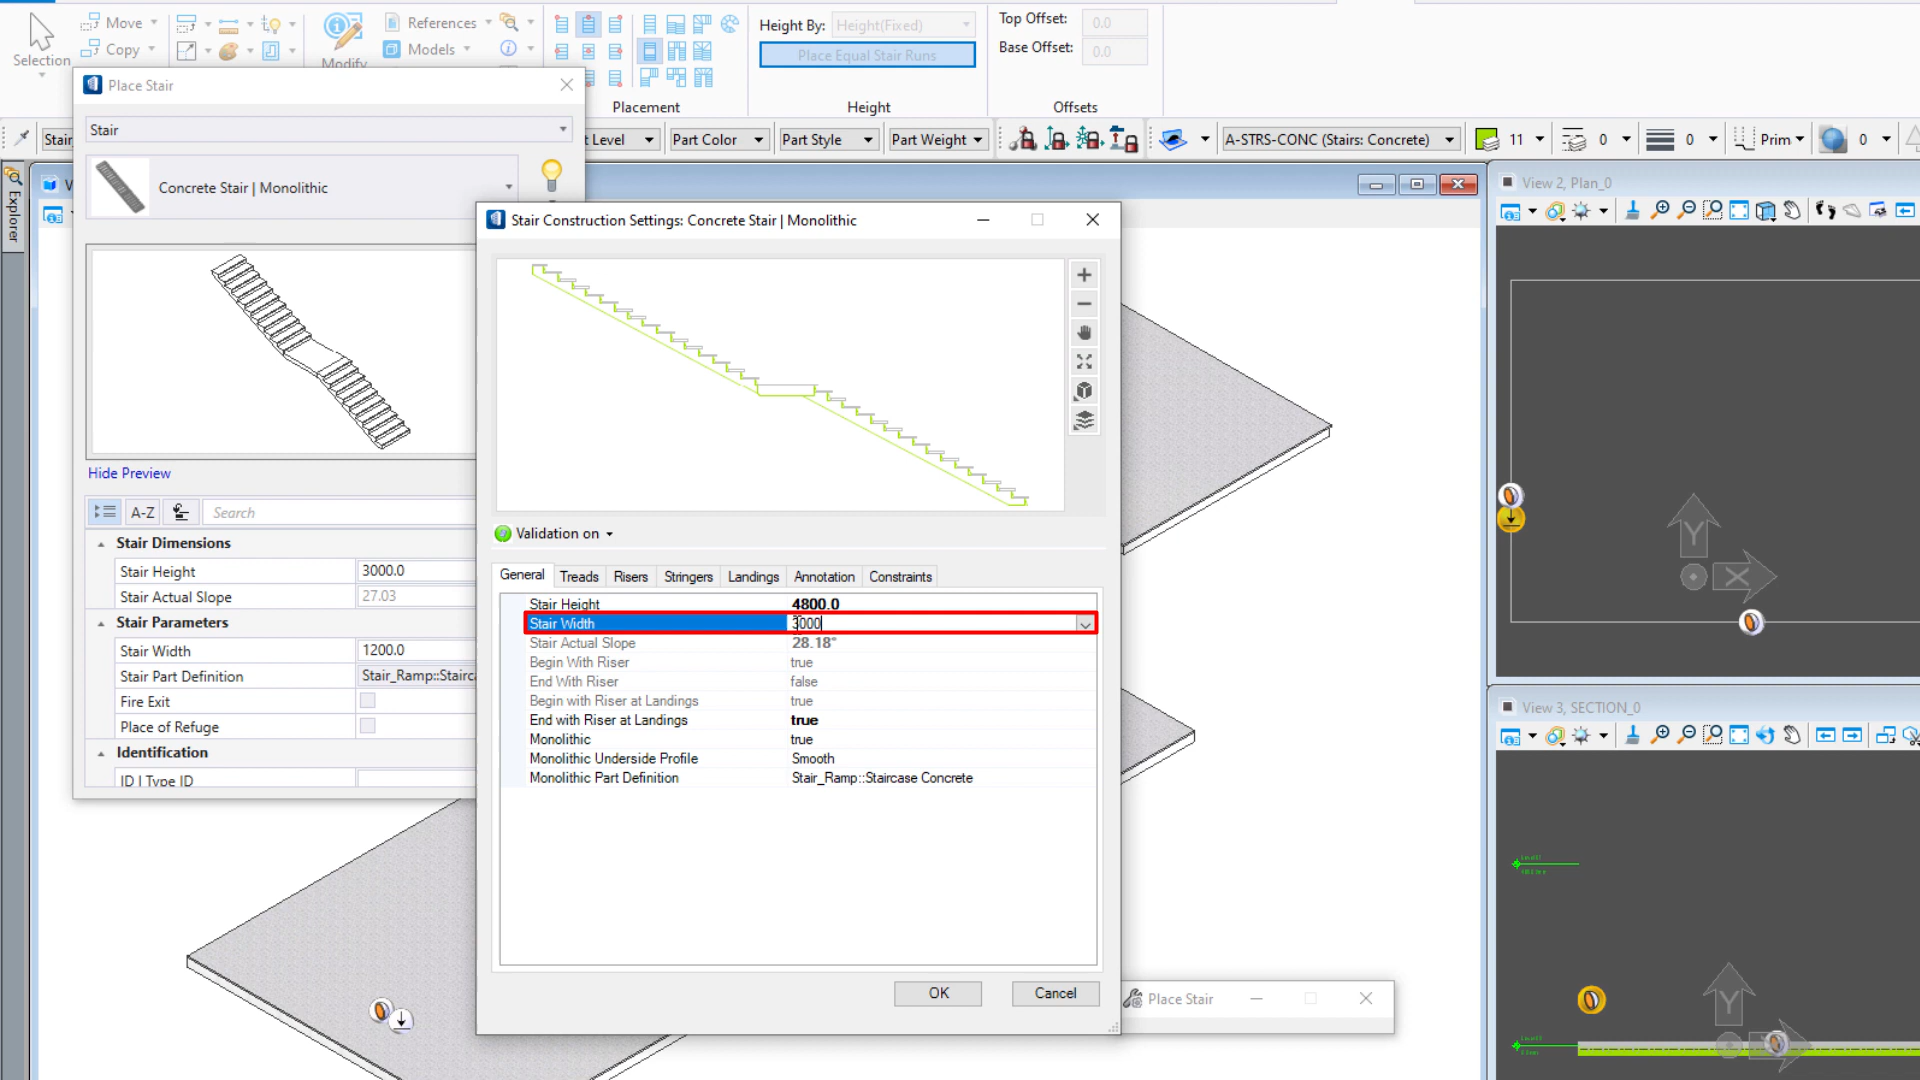 Selection
Move
Copy
Modify
References
Models
Height By: Height(Fixed)
Place Equal Stair Runs
Top Offset: 0.0
Base Offset: 0.0
Placement
Height
Offsets
Place Stair
Stair
Stair
Level
Part Color
Part Style
Part Weight
A-STRS-CONC (Stairs: Concrete)
11
0
0
Prim
0
Concrete Stair | Monolithic
Explorer
View 2, Plan_0
Hide Preview
A-Z
Search
Stair Dimensions
Stair Height 3000.0
Stair Actual Slope 27.03
Stair Parameters
Stair Width 1200.0
Stair Part Definition Stair_Ramp::Stairca
Fire Exit
Place of Refuge
Identification
ID | Type ID
Stair Construction Settings: Concrete Stair | Monolithic
Validation on
General Treads Risers Stringers Landings Annotation Constraints
Stair Height 4800.0
Stair Width 3000
Stair Actual Slope 28.18°
Begin With Riser true
End With Riser false
Begin with Riser at Landings true
End with Riser at Landings true
Monolithic true
Monolithic Underside Profile Smooth
Monolithic Part Definition Stair_Ramp::Staircase Concrete
OK Cancel
Place Stair
Y
X
View 3, SECTION_0
Y